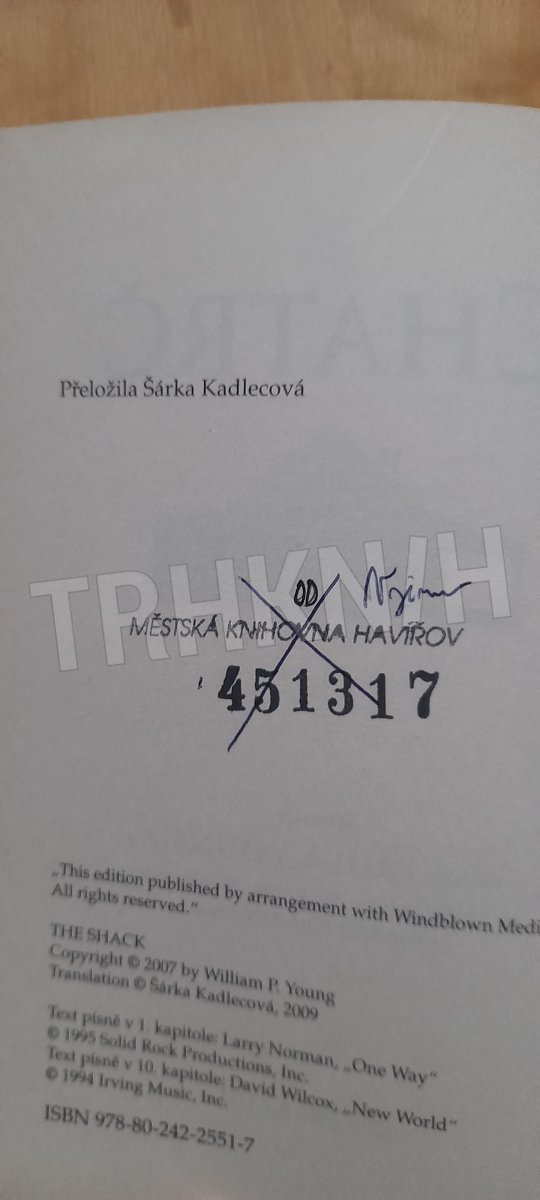 CHATRČ
Přeložila Šárka Kadlecová
TRHKNIH
OD
MĚSTSKÁ KNIHOVNA HAVÍŘOV
451317
„This edition published by arrangement with Windblown Medi
All rights reserved.“
THE SHACK
Copyright © 2007 by William P. Young
Translation © Šárka Kadlecová, 2009
Text písně v 1. kapitole: Larry Norman, „One Way“
© 1995 Solid Rock Productions, Inc.
Text písně v 10. kapitole: David Wilcox, „New World“
© 1994 Irving Music, Inc.
ISBN 978-80-242-2551-7